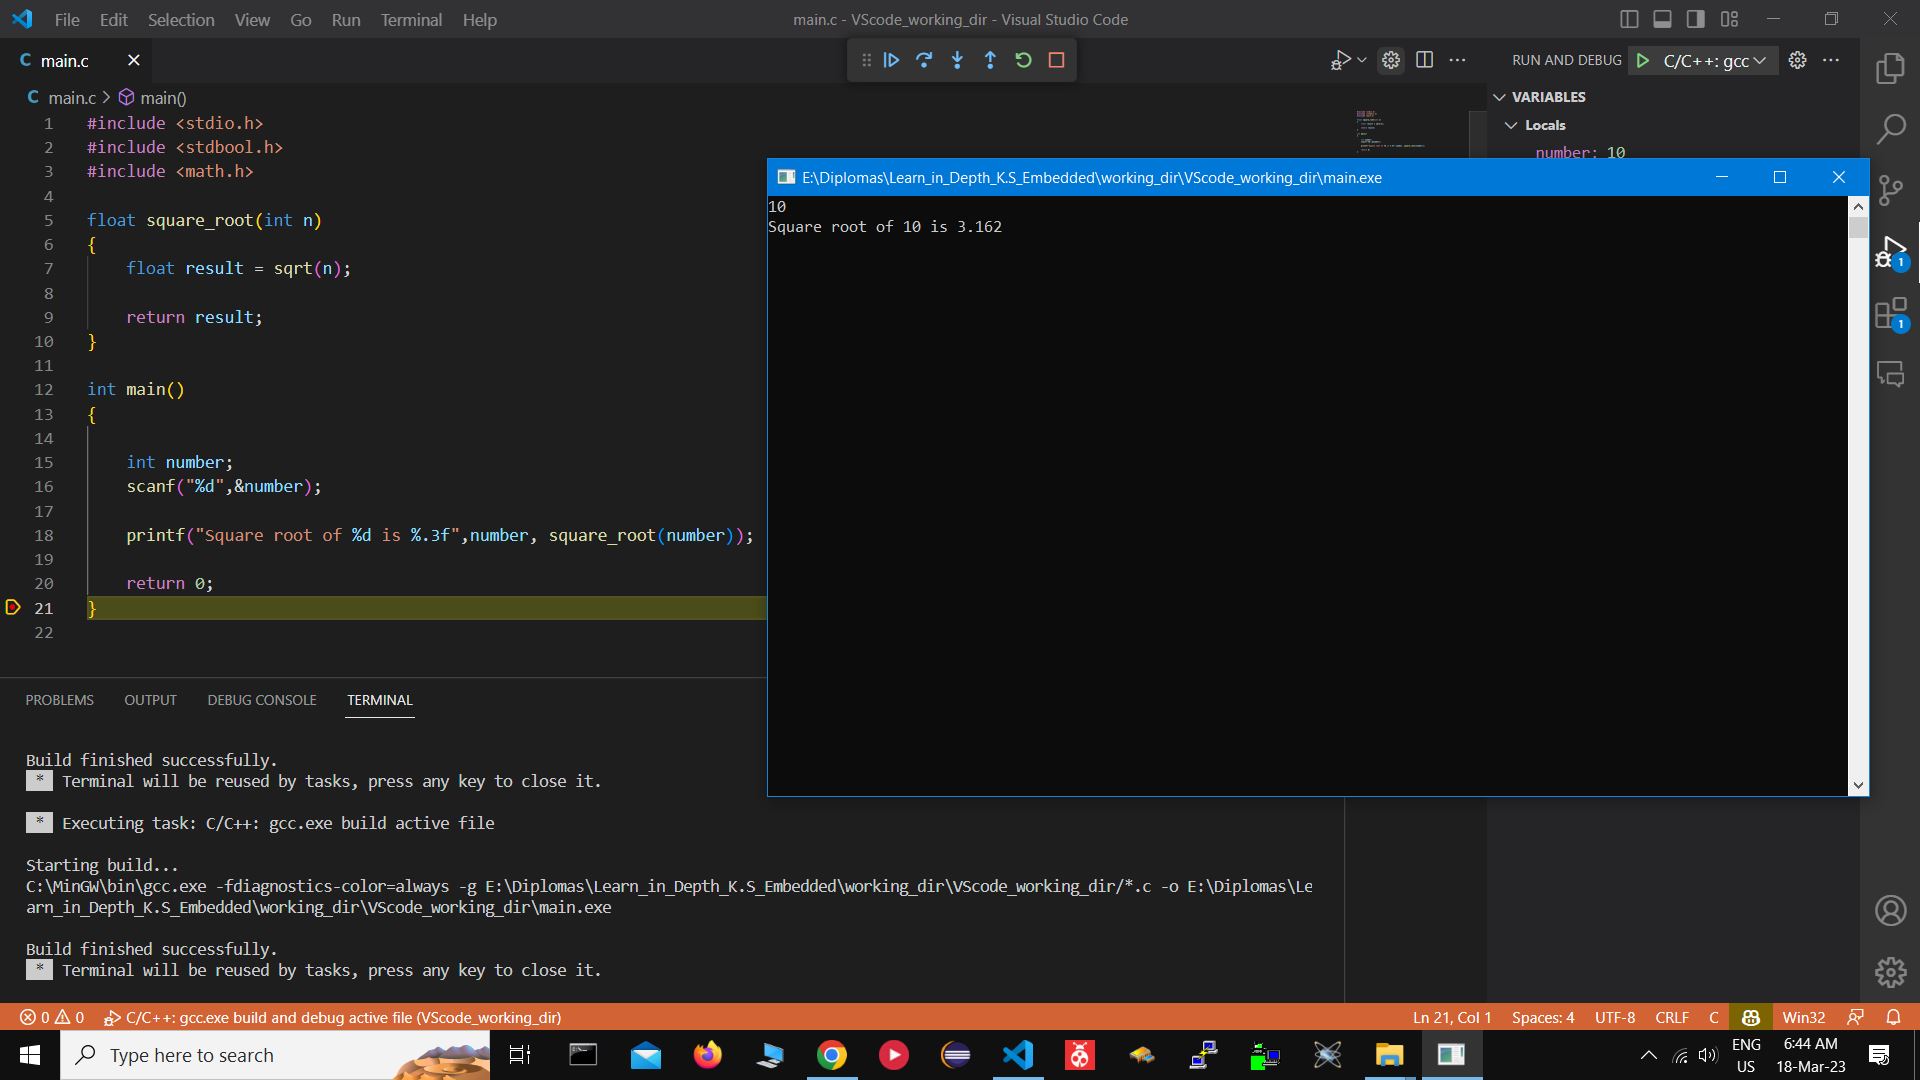 File Edit Selection View Go Run Terminal Help main.c - VScode_working_dir - Visual Studio Code
C main.c
RUN AND DEBUG C/C++: gcc
C main.c > main()
VARIABLES
Locals
number: 10
1 #include <stdio.h>
2 #include <stdbool.h>
3 #include <math.h>
4
5 float square_root(int n)
6 {
7 float result = sqrt(n);
8
9 return result;
10 }
11
12 int main()
13 {
14
15 int number;
16 scanf("%d",&number);
17
18 printf("Square root of %d is %.3f",number, square_root(number));
19
20 return 0;
21 }
22
E:\Diplomas\Learn_in_Depth_K.S_Embedded\working_dir\VScode_working_dir\main.exe
10
Square root of 10 is 3.162
1
1
PROBLEMS OUTPUT DEBUG CONSOLE TERMINAL
Build finished successfully.
* Terminal will be reused by tasks, press any key to close it.
* Executing task: C/C++: gcc.exe build active file
Starting build...
C:\MinGW\bin\gcc.exe -fdiagnostics-color=always -g E:\Diplomas\Learn_in_Depth_K.S_Embedded\working_dir\VScode_working_dir/*.c -o E:\Diplomas\Le
arn_in_Depth_K.S_Embedded\working_dir\VScode_working_dir\main.exe
Build finished successfully.
* Terminal will be reused by tasks, press any key to close it.
0 0 C/C++: gcc.exe build and debug active file (VScode_working_dir) Ln 21, Col 1 Spaces: 4 UTF-8 CRLF C Win32
Type here to search
ENG
US
6:44 AM
18-Mar-23